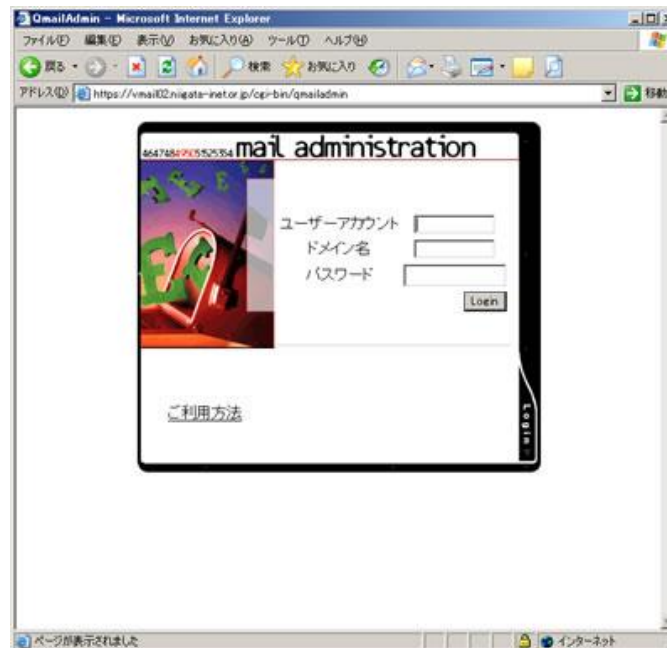 QmailAdmin - Microsoft Internet Explorer
ファイル(F) 編集(E) 表示(V) お気に入り(A) ツール(T) ヘルプ(H)
戻る 検索 お気に入り
アドレス(D) https://vmail02.niigata-inet.or.jp/cgi-bin/qmailadmin 移動
mail administration
ユーザーアカウント
ドメイン名
パスワード
Login
ご利用方法
Login
ページが表示されました インターネット